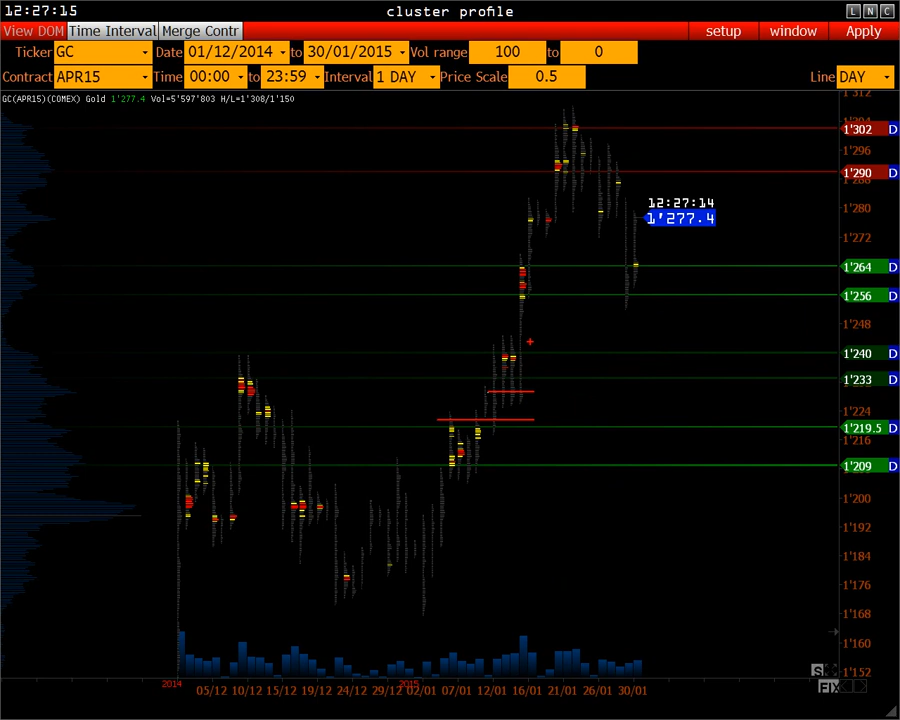 12:27:15 cluster profile L N C
View DOM Time Interval Merge Contr setup window Apply
Ticker GC Date 01/12/2014 to 30/01/2015 Vol range 100 to 0
Contract APR15 Time 00:00 to 23:59 Interval 1 DAY Price Scale 0.5 Line DAY
GC(APR15)(COMEX) Gold 1'277.4 Vol=5'597'803 H/L=1'308/1'150
1'312
1'304
1'302 D
1'296
1'290 D
1'288
1'280
12:27:14
1'277.4
1'272
1'264 D
1'256 D
1'248
1'240 D
1'233 D
1'224
1'219.5 D
1'216
1'209 D
1'200
1'192
1'184
1'176
1'168
1'160
1'152
S
FIX
2014 2015
05/12 10/12 15/12 19/12 24/12 29/12 02/01 07/01 12/01 16/01 21/01 26/01 30/01